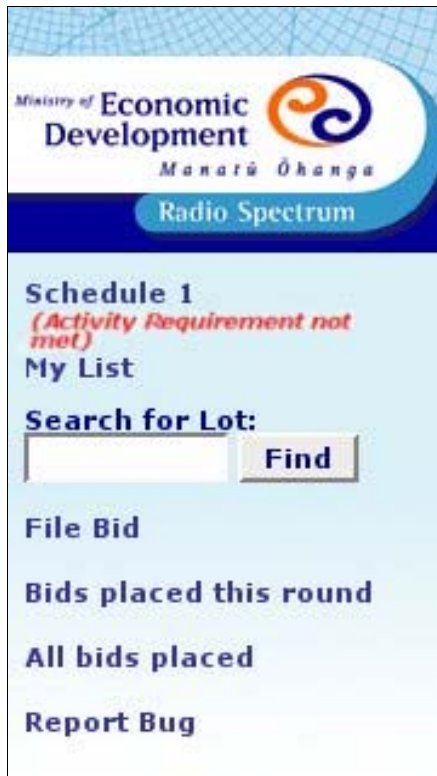 Ministry of Economic
Development
Manatū Ōhanga
Radio Spectrum
Schedule 1
(Activity Requirement not
met)
My List
Search for Lot:
Find
File Bid
Bids placed this round
All bids placed
Report Bug